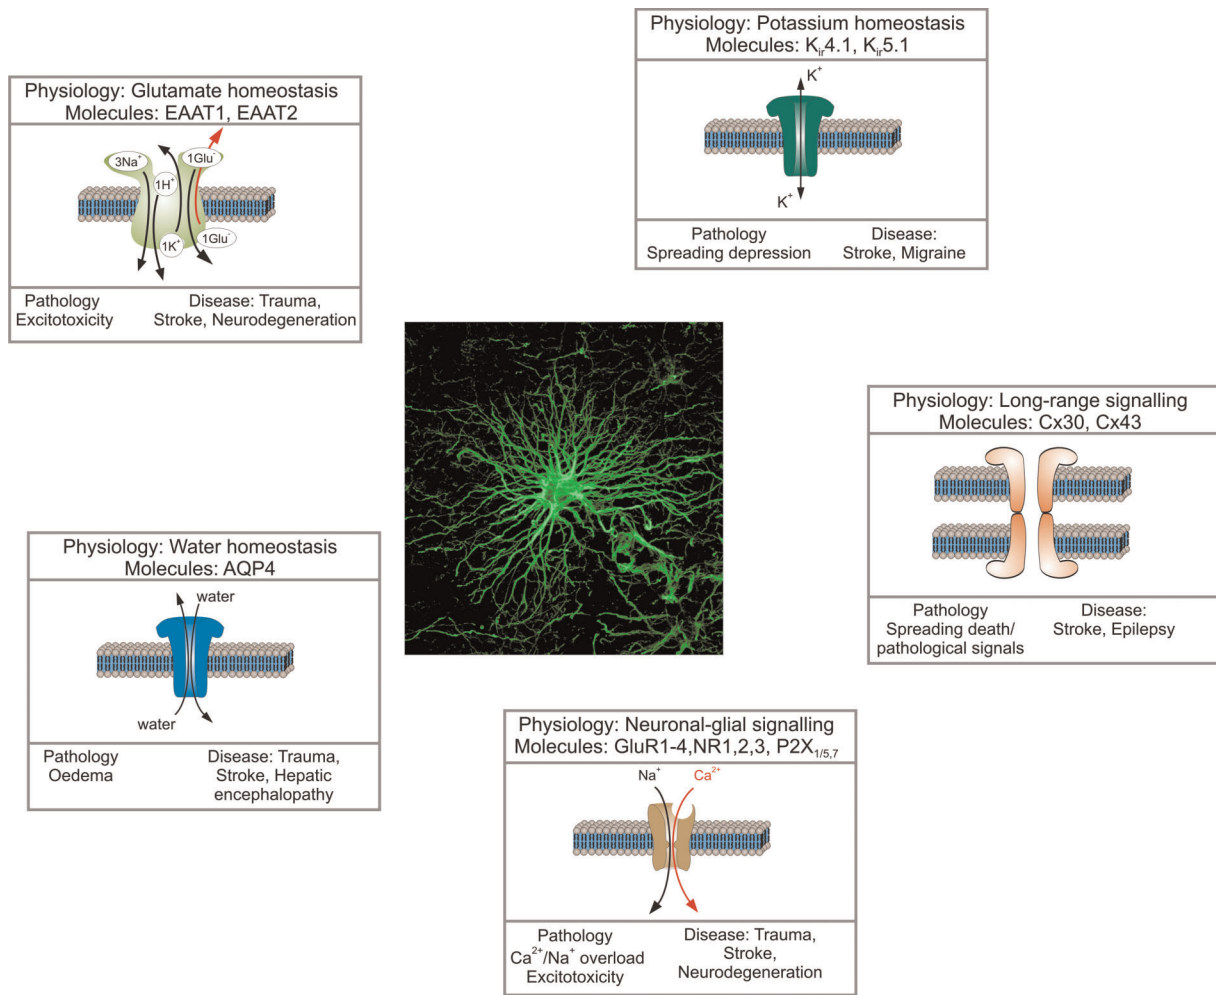 Physiology: Potassium homeostasis
Molecules: Kir4.1, Kir5.1
K+
K+
Pathology
Spreading depression
Disease:
Stroke, Migraine
Physiology: Glutamate homeostasis
Molecules: EAAT1, EAAT2
3Na+
1Glu-
1H+
1K+
1Glu-
Pathology
Excitotoxicity
Disease: Trauma,
Stroke, Neurodegeneration
Physiology: Long-range signalling
Molecules: Cx30, Cx43
Pathology
Spreading death/
pathological signals
Disease:
Stroke, Epilepsy
Physiology: Water homeostasis
Molecules: AQP4
water
water
Pathology
Oedema
Disease: Trauma,
Stroke, Hepatic
encephalopathy
Physiology: Neuronal-glial signalling
Molecules: GluR1-4,NR1,2,3, P2X1/5,7
Na+
Ca2+
Pathology
Ca2+/Na+ overload
Excitotoxicity
Disease: Trauma,
Stroke,
Neurodegeneration